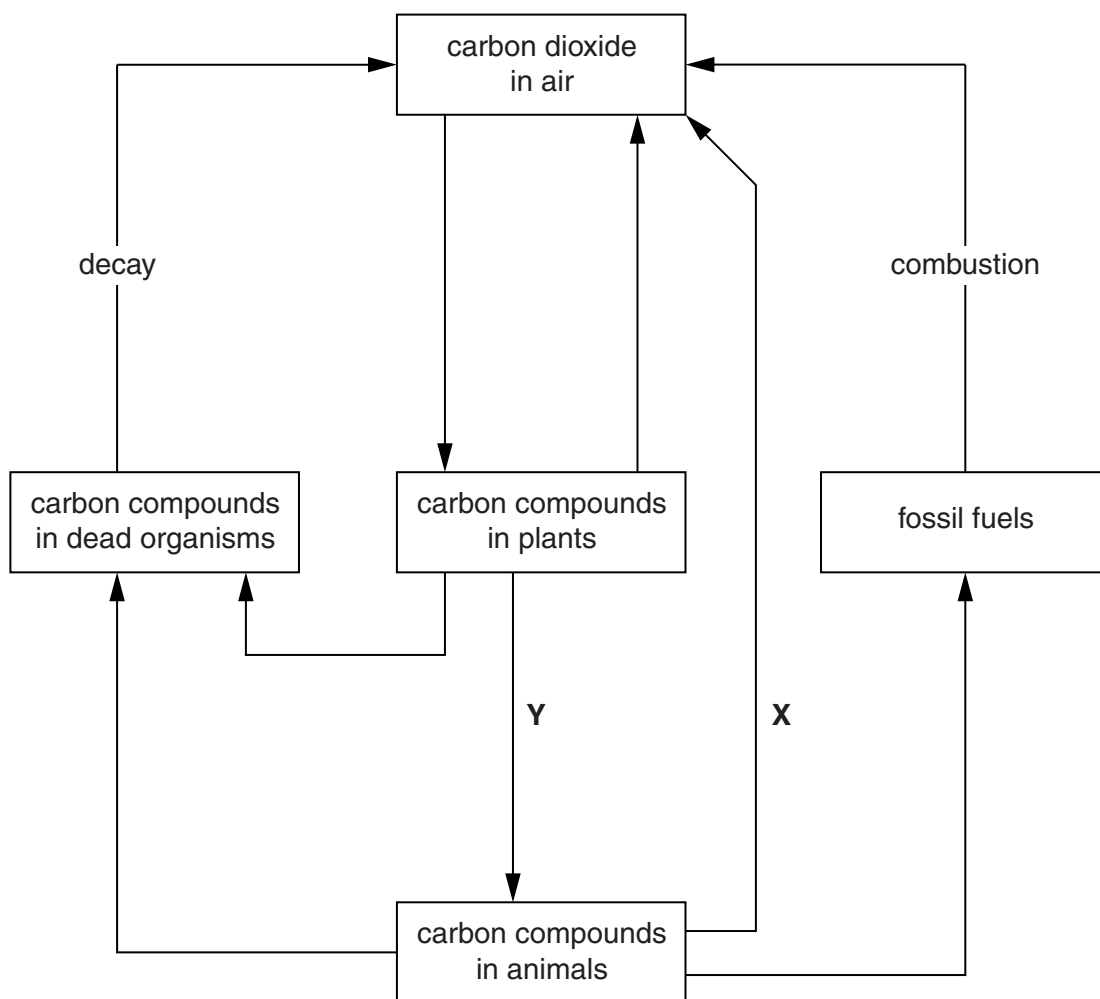 carbon dioxide
in air
decay
combustion
carbon compounds
in dead organisms
carbon compounds
in plants
fossil fuels
Y
X
carbon compounds
in animals